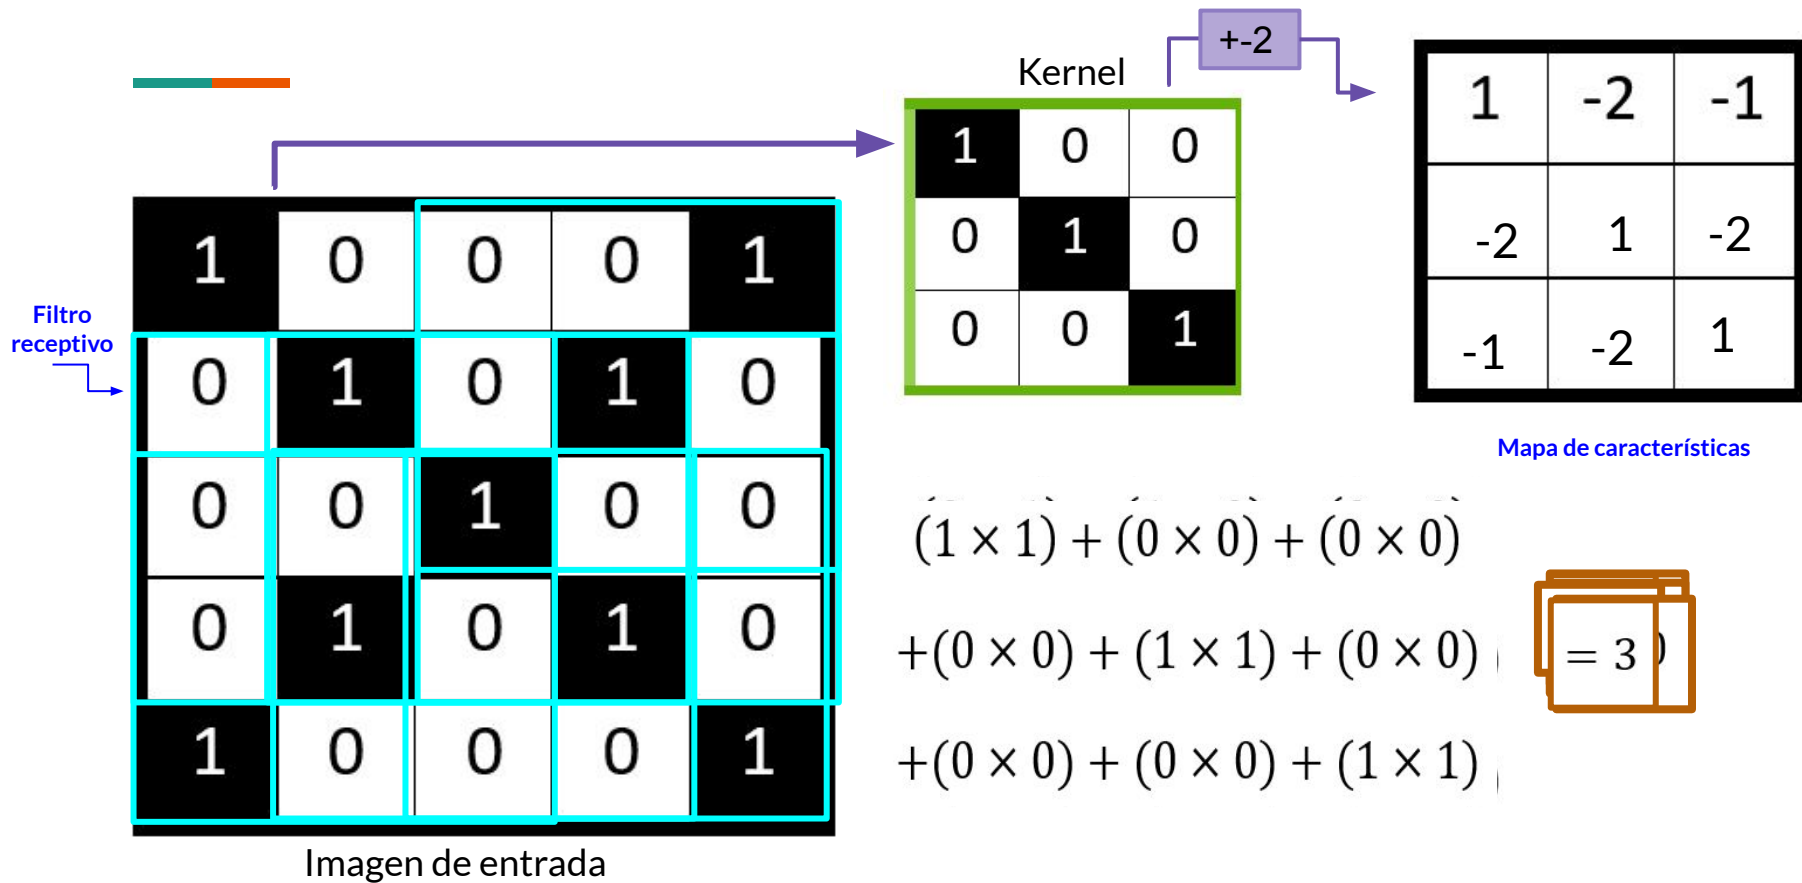 +-2
Kernel
1 0 0
0 1 0
0 0 1
1 -2 -1
-2 1 -2
-1 -2 1
Mapa de características
Filtro
receptivo
1 0 0 0 1
0 1 0 1 0
0 0 1 0 0
0 1 0 1 0
1 0 0 0 1
Imagen de entrada
(1 × 1) + (0 × 0) + (0 × 0)
+(0 × 0) + (1 × 1) + (0 × 0)
+(0 × 0) + (0 × 0) + (1 × 1)
= 3